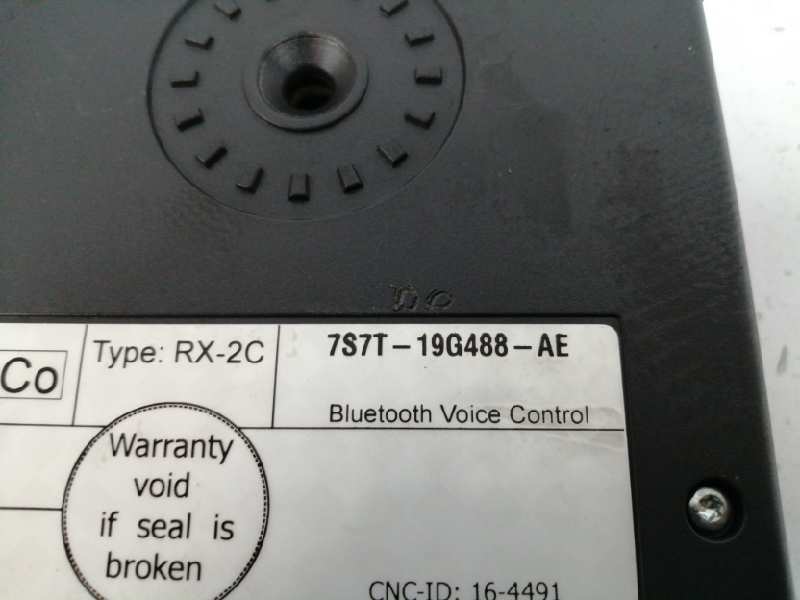 Co
Type: RX-2C
7S7T-19G488-AE
Bluetooth Voice Control
Warranty
void
if seal is
broken
CNC-ID: 16-4491